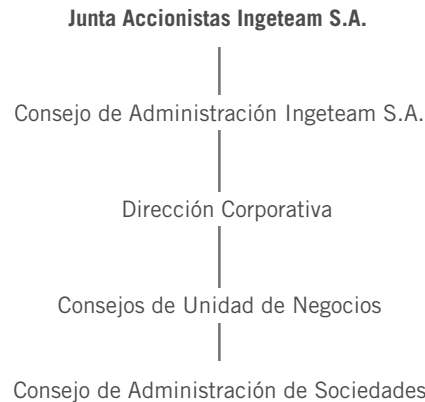 Junta Accionistas Ingeteam S.A.
Consejo de Administración Ingeteam S.A.
Dirección Corporativa
Consejos de Unidad de Negocios
Consejo de Administración de Sociedades